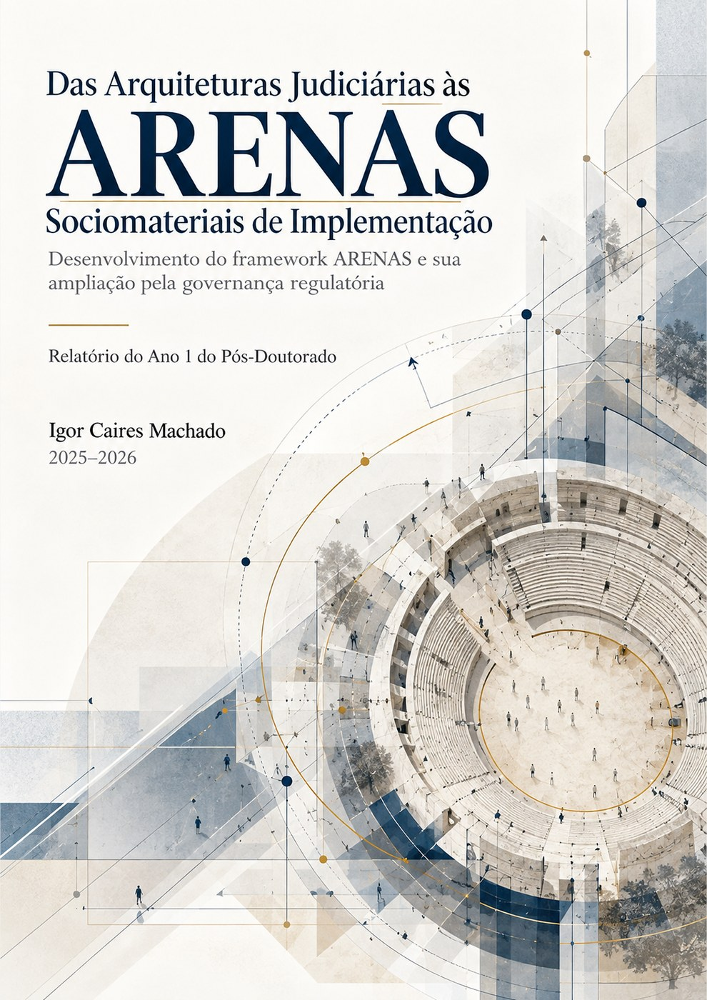 Das Arquiteturas Judiciárias às
ARENAS
Sociomateriais de Implementação
Desenvolvimento do framework ARENAS e sua
ampliação pela governança regulatória
Relatório do Ano 1 do Pós-Doutorado
Igor Caires Machado
2025–2026